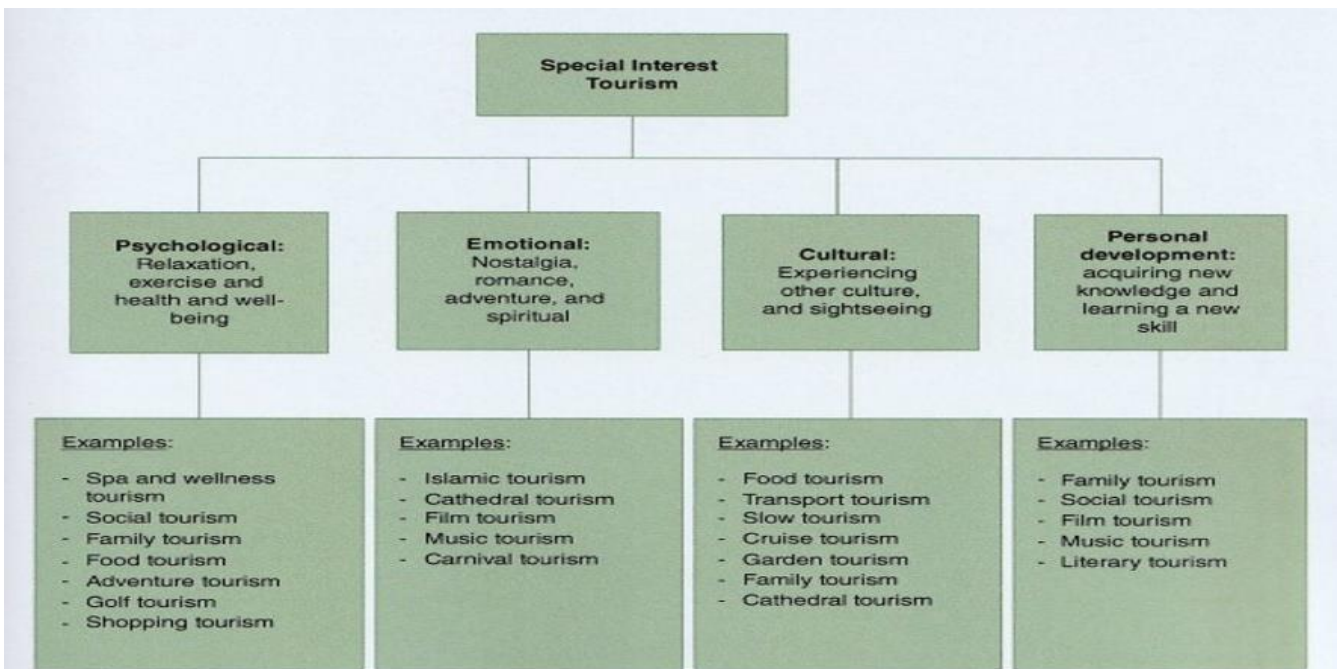 Special Interest
Tourism
Psychological:
Relaxation,
exercise and
health and well-
being
Emotional:
Nostalgia,
romance,
adventure, and
spiritual
Cultural:
Experiencing
other culture,
and sightseeing
Personal
development:
acquiring new
knowledge and
learning a new
skill
Examples:
- Spa and wellness
tourism
- Social tourism
- Family tourism
- Food tourism
- Adventure tourism
- Golf tourism
- Shopping tourism
Examples:
- Islamic tourism
- Cathedral tourism
- Film tourism
- Music tourism
- Carnival tourism
Examples:
- Food tourism
- Transport tourism
- Slow tourism
- Cruise tourism
- Garden tourism
- Family tourism
- Cathedral tourism
Examples:
- Family tourism
- Social tourism
- Film tourism
- Music tourism
- Literary tourism